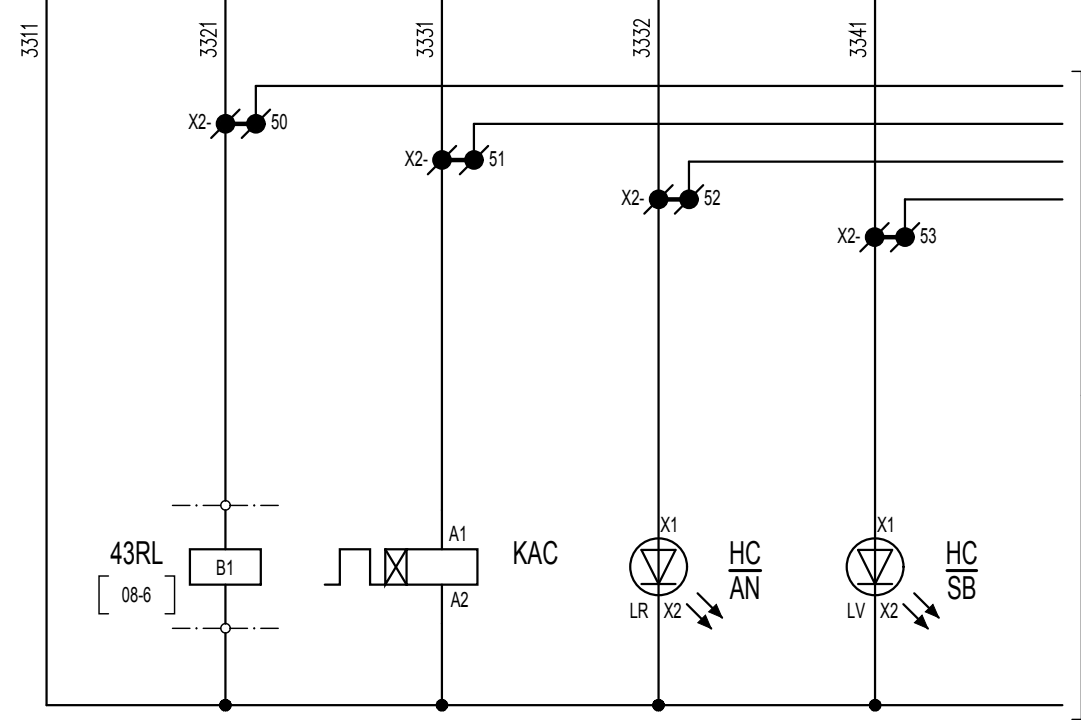 3311
3321
3331
3332
3341
X2- 50
X2- 51
X2- 52
X2- 53
43RL
08-6
B1
A1
A2
KAC
X1
LR X2
HC
AN
X1
LV X2
HC
SB